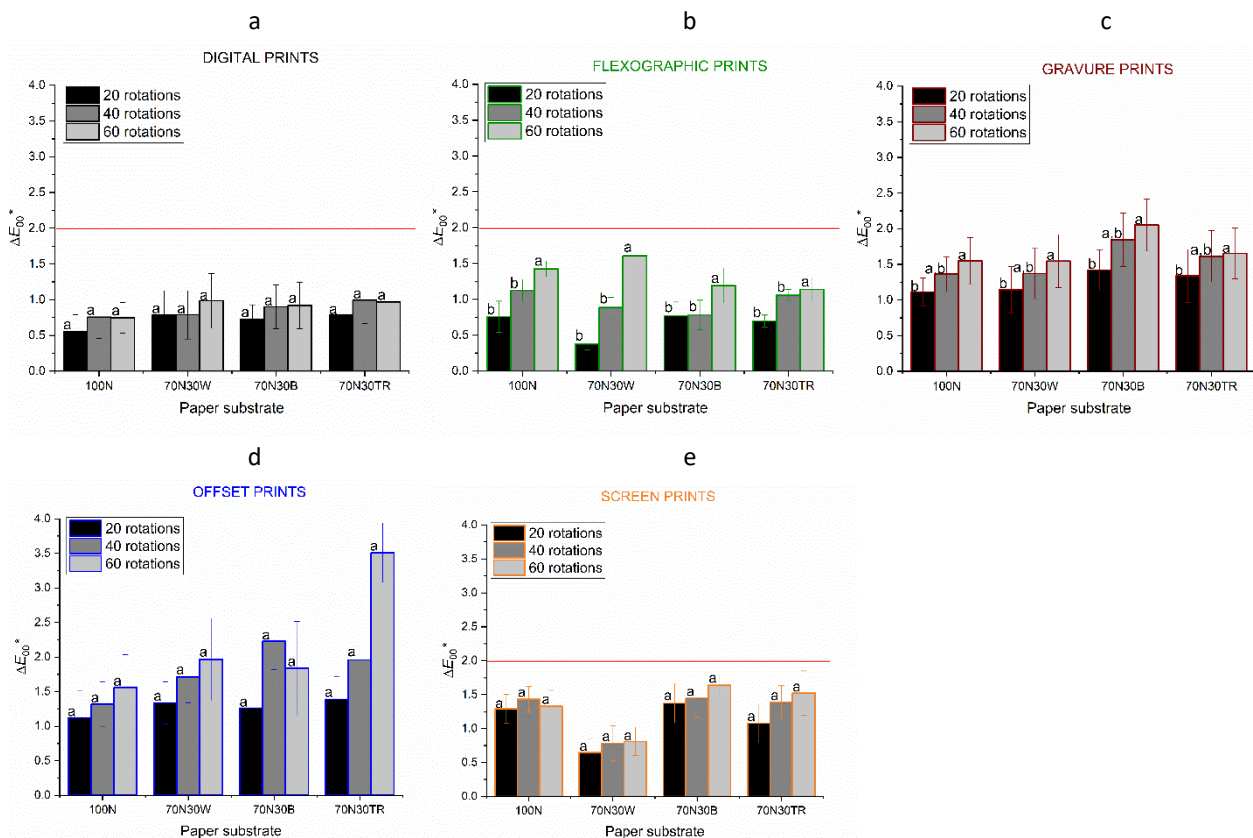 a
DIGITAL PRINTS
20 rotations
40 rotations
60 rotations
4.0
3.5
3.0
2.5
2.0
1.5
1.0
0.5
0.0
ΔE00*
a a a a a a a a a a a a
100N 70N30W 70N30B 70N30TR
Paper substrate
b
FLEXOGRAPHIC PRINTS
20 rotations
40 rotations
60 rotations
4.0
3.5
3.0
2.5
2.0
1.5
1.0
0.5
0.0
ΔE00*
b b a b b a b b a b a a
100N 70N30W 70N30B 70N30TR
Paper substrate
c
GRAVURE PRINTS
20 rotations
40 rotations
60 rotations
4.0
3.5
3.0
2.5
2.0
1.5
1.0
0.5
0.0
ΔE00*
b a,b a b a,b a b a,b a b a,b a
100N 70N30W 70N30B 70N30TR
Paper substrate
d
OFFSET PRINTS
20 rotations
40 rotations
60 rotations
4.0
3.5
3.0
2.5
2.0
1.5
1.0
0.5
0.0
ΔE00*
a a a a a a a a a a a a
100N 70N30W 70N30B 70N30TR
Paper substrate
e
SCREEN PRINTS
20 rotations
40 rotations
60 rotations
4.0
3.5
3.0
2.5
2.0
1.5
1.0
0.5
0.0
ΔE00*
a a a a a a a a a a a a
100N 70N30W 70N30B 70N30TR
Paper substrate